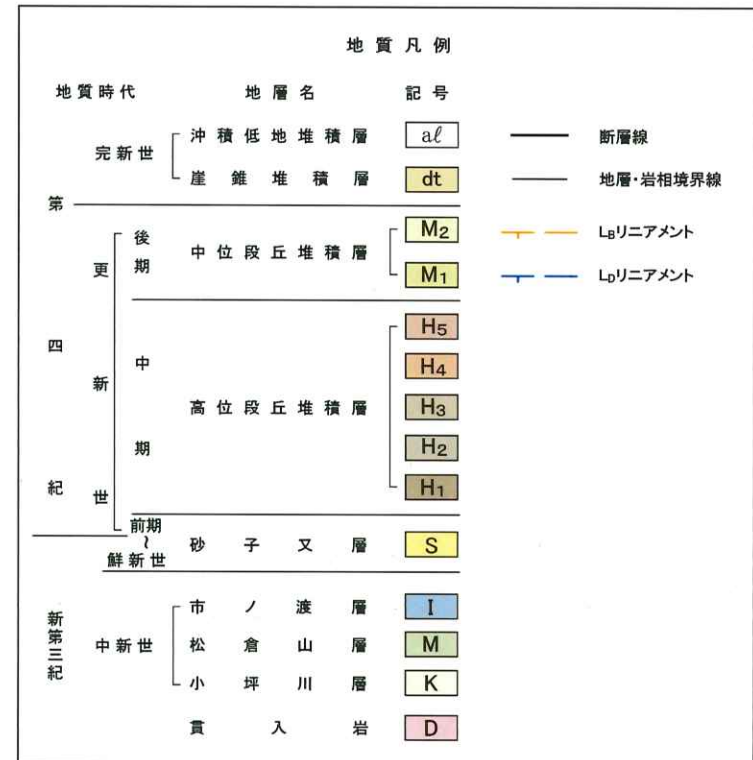 地質凡例
地質時代 地層名 記号
完新世 沖積低地堆積層 aℓ 断層線
崖錐堆積層 dt 地層・岩相境界線
第四紀
更新世
後期 中位段丘堆積層 M2 LBリニアメント
M1 LDリニアメント
中期 高位段丘堆積層
H5
H4
H3
H2
H1
前期~鮮新世 砂子又層 S
新第三紀
中新世
市ノ渡層 I
松倉山層 M
小坪川層 K
貫入岩 D